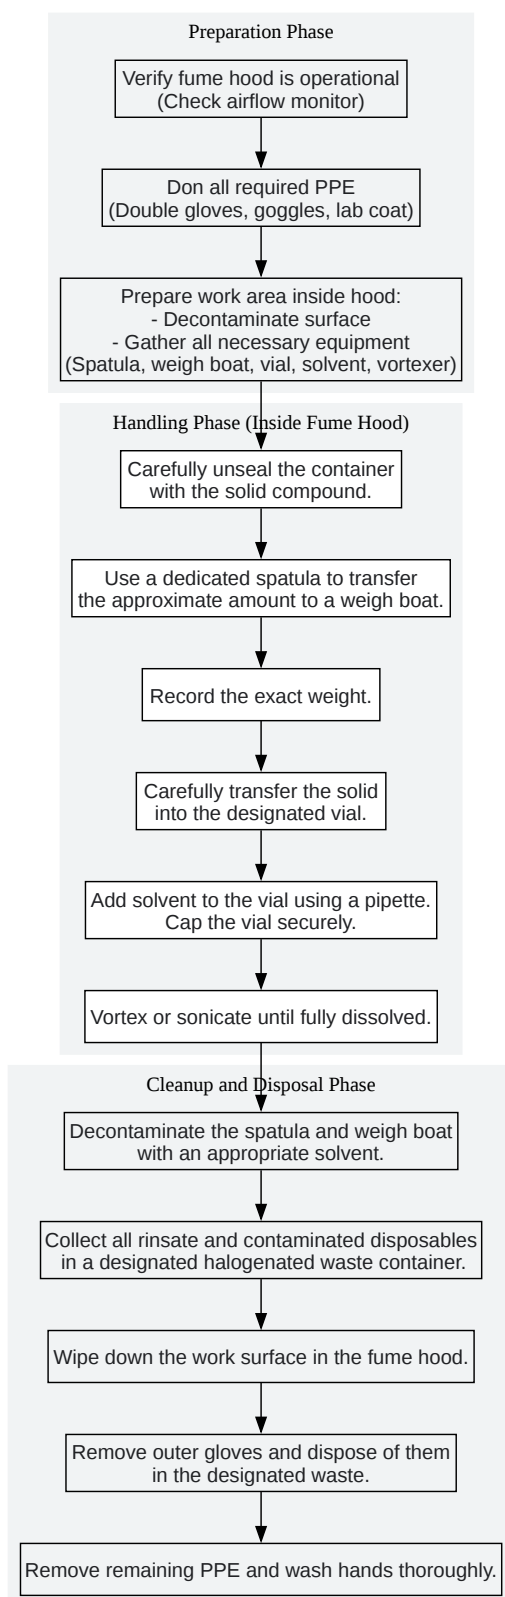 Preparation Phase
Verify fume hood is operational
(Check airflow monitor)
Don all required PPE
(Double gloves, goggles, lab coat)
Prepare work area inside hood:
- Decontaminate surface
- Gather all necessary equipment
(Spatula, weigh boat, vial, solvent, vortexer)
Handling Phase (Inside Fume Hood)
Carefully unseal the container
with the solid compound.
Use a dedicated spatula to transfer
the approximate amount to a weigh boat.
Record the exact weight.
Carefully transfer the solid
into the designated vial.
Add solvent to the vial using a pipette.
Cap the vial securely.
Vortex or sonicate until fully dissolved.
Cleanup and Disposal Phase
Decontaminate the spatula and weigh boat
with an appropriate solvent.
Collect all rinsate and contaminated disposables
in a designated halogenated waste container.
Wipe down the work surface in the fume hood.
Remove outer gloves and dispose of them
in the designated waste.
Remove remaining PPE and wash hands thoroughly.